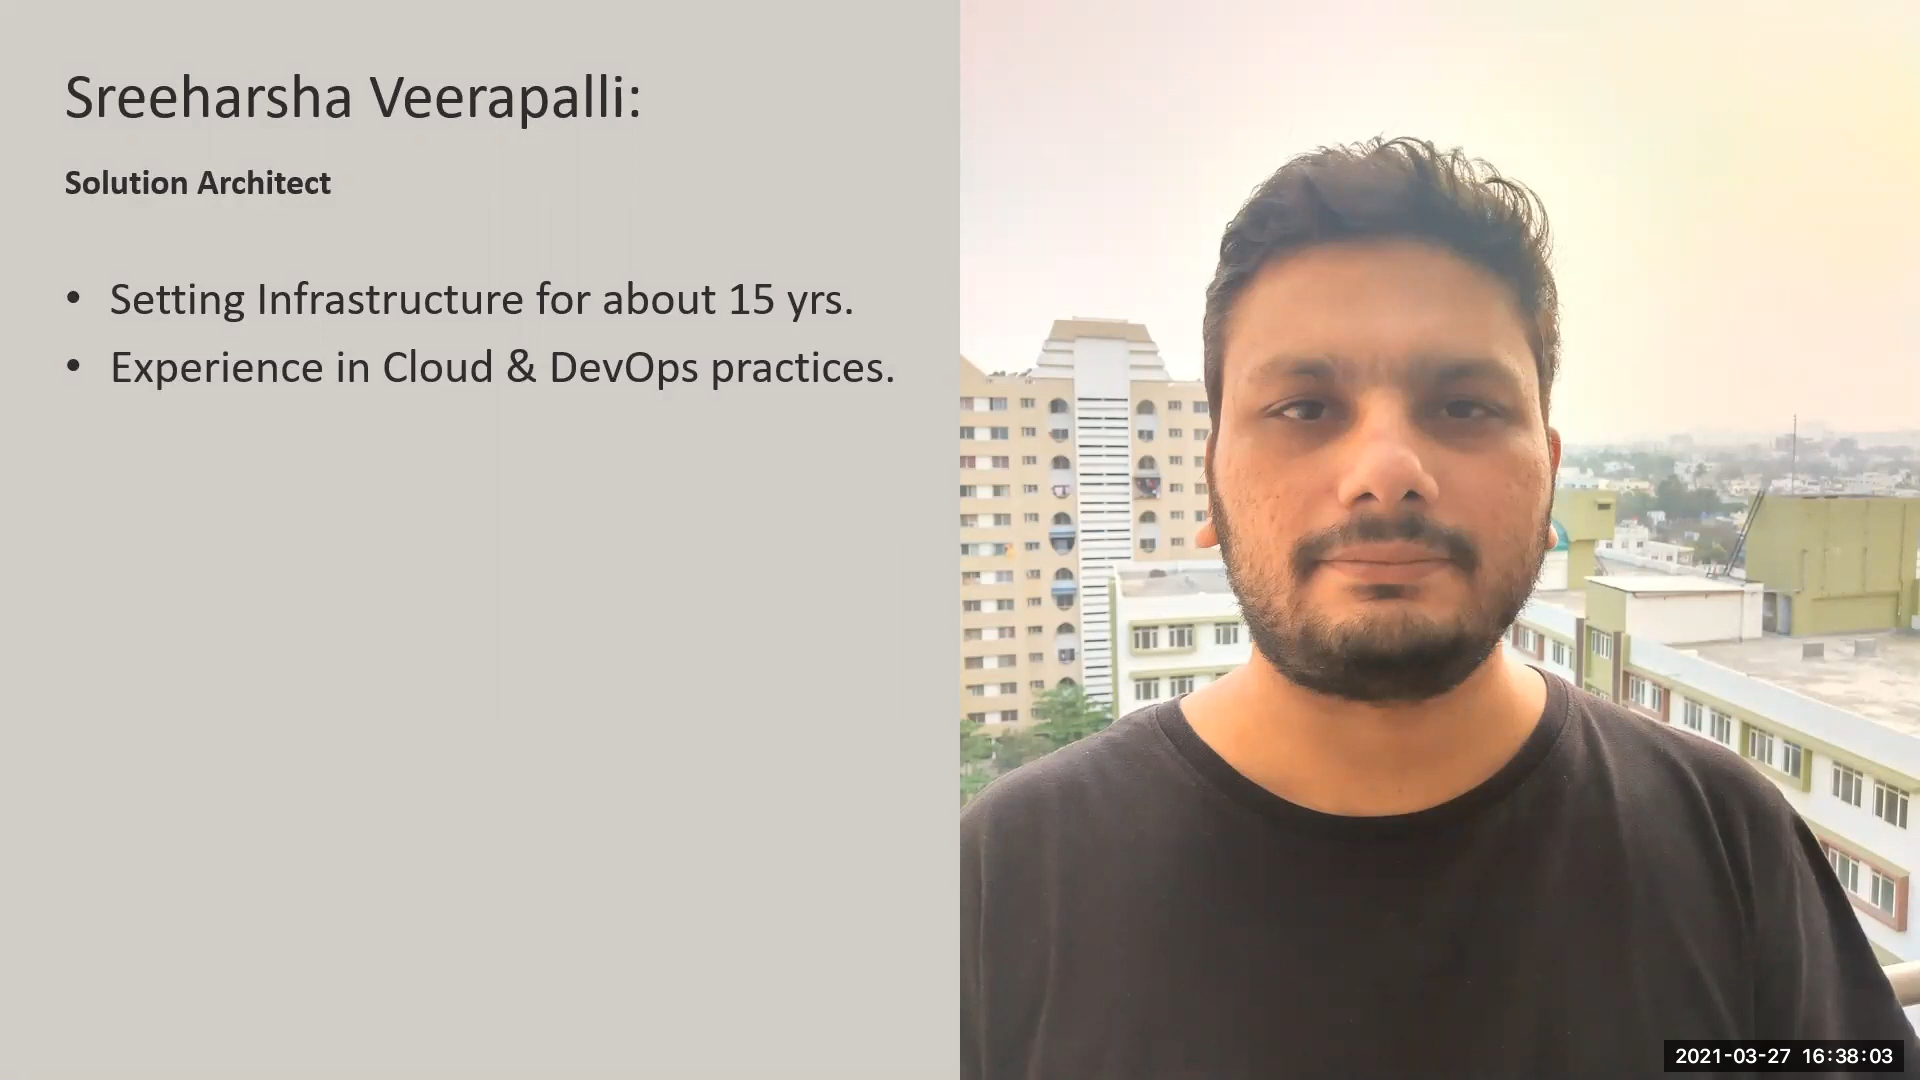 Sreeharsha Veerapalli:
Solution Architect
• Setting Infrastructure for about 15 yrs.
• Experience in Cloud & DevOps practices.
2021-03-27 16:38:03